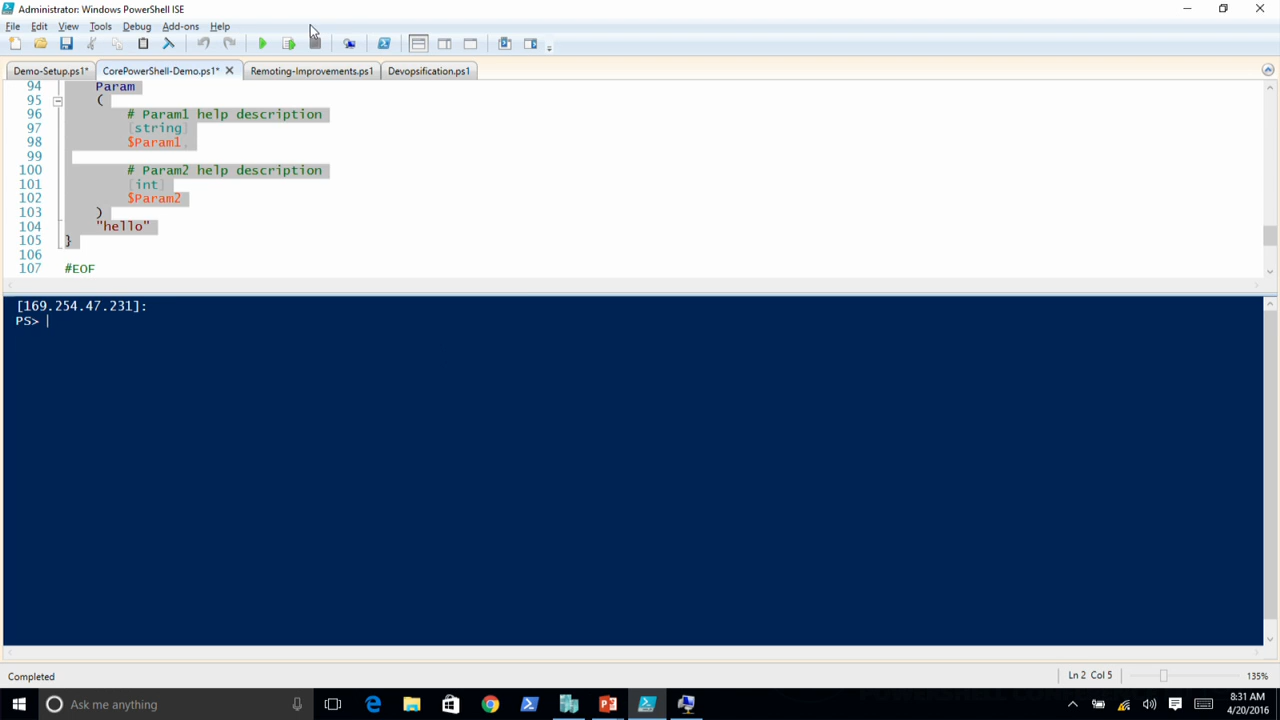 Administrator: Windows PowerShell ISE
File Edit View Tools Debug Add-ons Help
Demo-Setup.ps1* CorePowerShell-Demo.ps1* Remoting-Improvements.ps1 Devopsification.ps1
94 Param
95 (
96 # Param1 help description
97 [string]
98 $Param1,
99
100 # Param2 help description
101 [int]
102 $Param2
103 )
104 "hello"
105 }
106
107 #EOF
[169.254.47.231]:
PS>
Completed Ln 2 Col 5 135%
Ask me anything
8:31 AM
4/20/2016